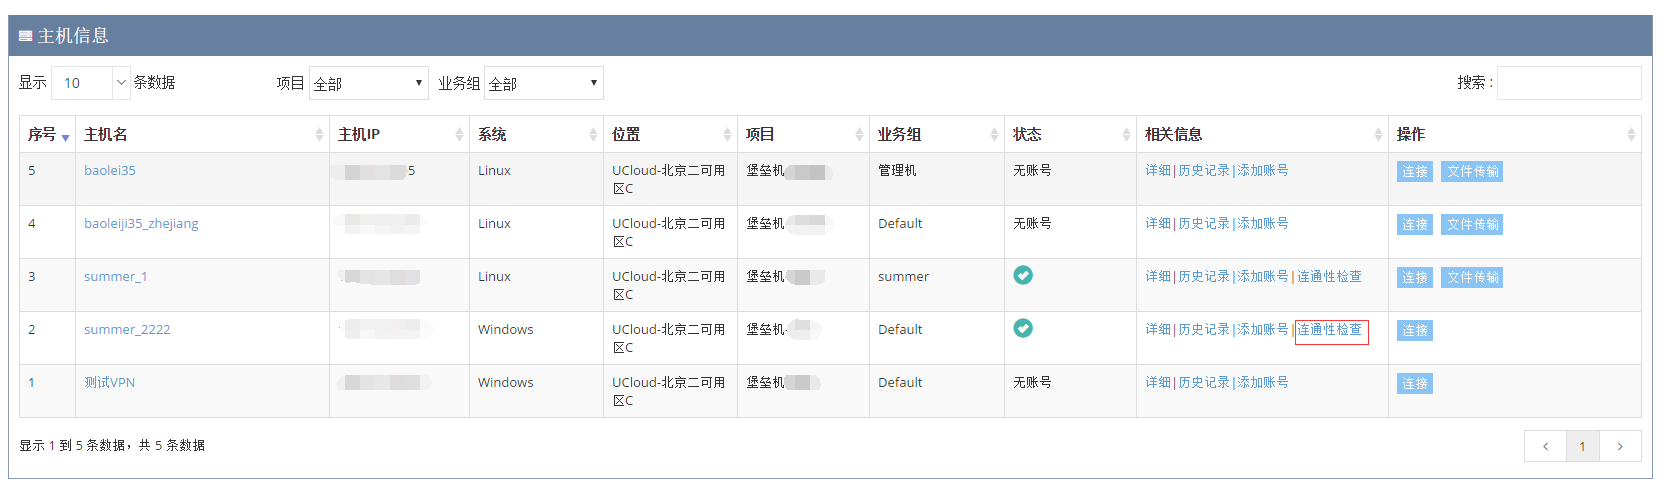 主机信息
显示 10 条数据 项目 全部 业务组 全部 搜索 :
序号 主机名 主机IP 系统 位置 项目 业务组 状态 相关信息 操作
5 baolei35 5 Linux UCloud-北京二可用 堡垒机 管理机 无账号 详细|历史记录|添加账号 连接 文件传输
区C
4 baoleiji35_zhejiang Linux UCloud-北京二可用 堡垒机 Default 无账号 详细|历史记录|添加账号 连接 文件传输
区C
3 summer_1 Linux UCloud-北京二可用 堡垒机 summer 详细|历史记录|添加账号|连通性检查 连接 文件传输
区C
2 summer_2222 Windows UCloud-北京二可用 堡垒机 Default 详细|历史记录|添加账号|连通性检查 连接
区C
1 测试VPN Windows UCloud-北京二可用 堡垒机 Default 无账号 详细|历史记录|添加账号 连接
区C
显示 1 到 5 条数据，共 5 条数据 1